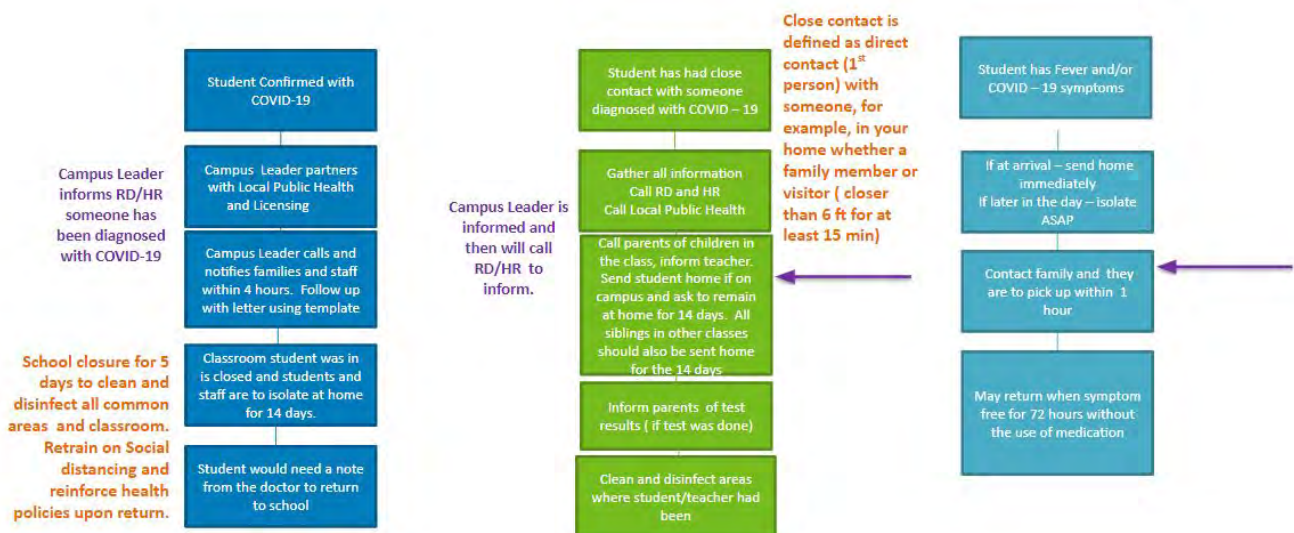 Student Confirmed with
COVID-19
Campus Leader
informs RD/HR
someone has
been diagnosed
with COVID-19
Campus Leader partners
with Local Public Health
and Licensing
Campus Leader calls and
notifies families and staff
within 4 hours. Follow up
with letter using template
School closure for 5
days to clean and
disinfect all common
areas and classroom.
Retrain on Social
distancing and
reinforce health
policies upon return.
Classroom student was in
is closed and students and
staff are to isolate at home
for 14 days.
Student would need a note
from the doctor to return
to school
Student has had close
contact with someone
diagnosed with COVID – 19
Close contact is
defined as direct
contact (1st
person) with
someone, for
example, in your
home whether a
family member or
visitor ( closer
than 6 ft for at
least 15 min)
Gather all information
Call RD and HR
Call Local Public Health
Campus Leader is
informed and
then will call
RD/HR to
inform.
Call parents of children in
the class, inform teacher.
Send student home if on
campus and ask to remain
at home for 14 days. All
siblings in other classes
should also be sent home
for the 14 days
Inform parents of test
results ( if test was done)
Clean and disinfect areas
where student/teacher had
been
Student has Fever and/or
COVID – 19 symptoms
If at arrival – send home
immediately
If later in the day – isolate
ASAP
Contact family and they
are to pick up within 1
hour
May return when symptom
free for 72 hours without
the use of medication